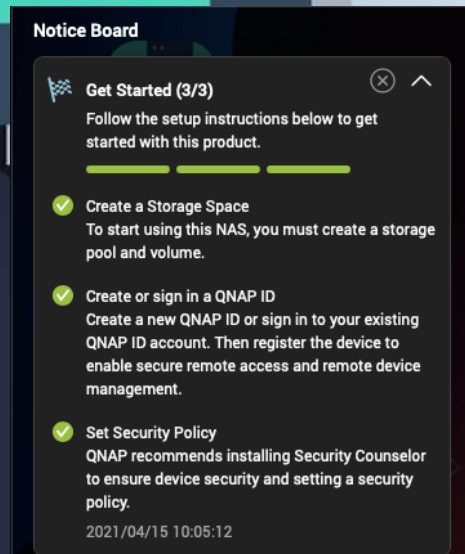 Notice Board
Get Started (3/3)
Follow the setup instructions below to get
started with this product.
Create a Storage Space
To start using this NAS, you must create a storage
pool and volume.
Create or sign in a QNAP ID
Create a new QNAP ID or sign in to your existing
QNAP ID account. Then register the device to
enable secure remote access and remote device
management.
Set Security Policy
QNAP recommends installing Security Counselor
to ensure device security and setting a security
policy.
2021/04/15 10:05:12